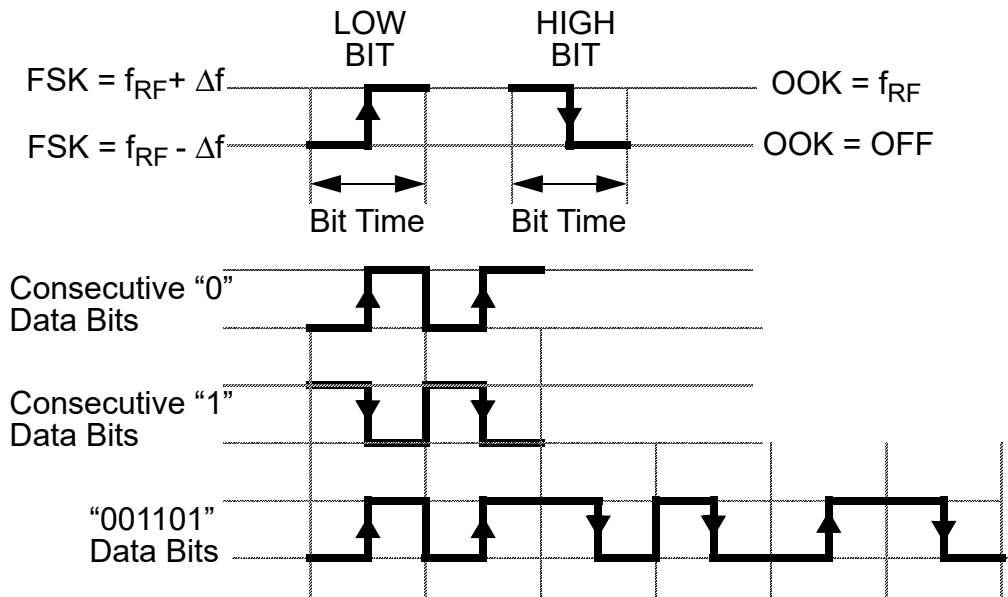 LOW
BIT
HIGH
BIT
FSK = fRF + Δf
OOK = fRF
FSK = fRF - Δf
OOK = OFF
Bit Time
Bit Time
Consecutive “0”
Data Bits
Consecutive “1”
Data Bits
“001101”
Data Bits